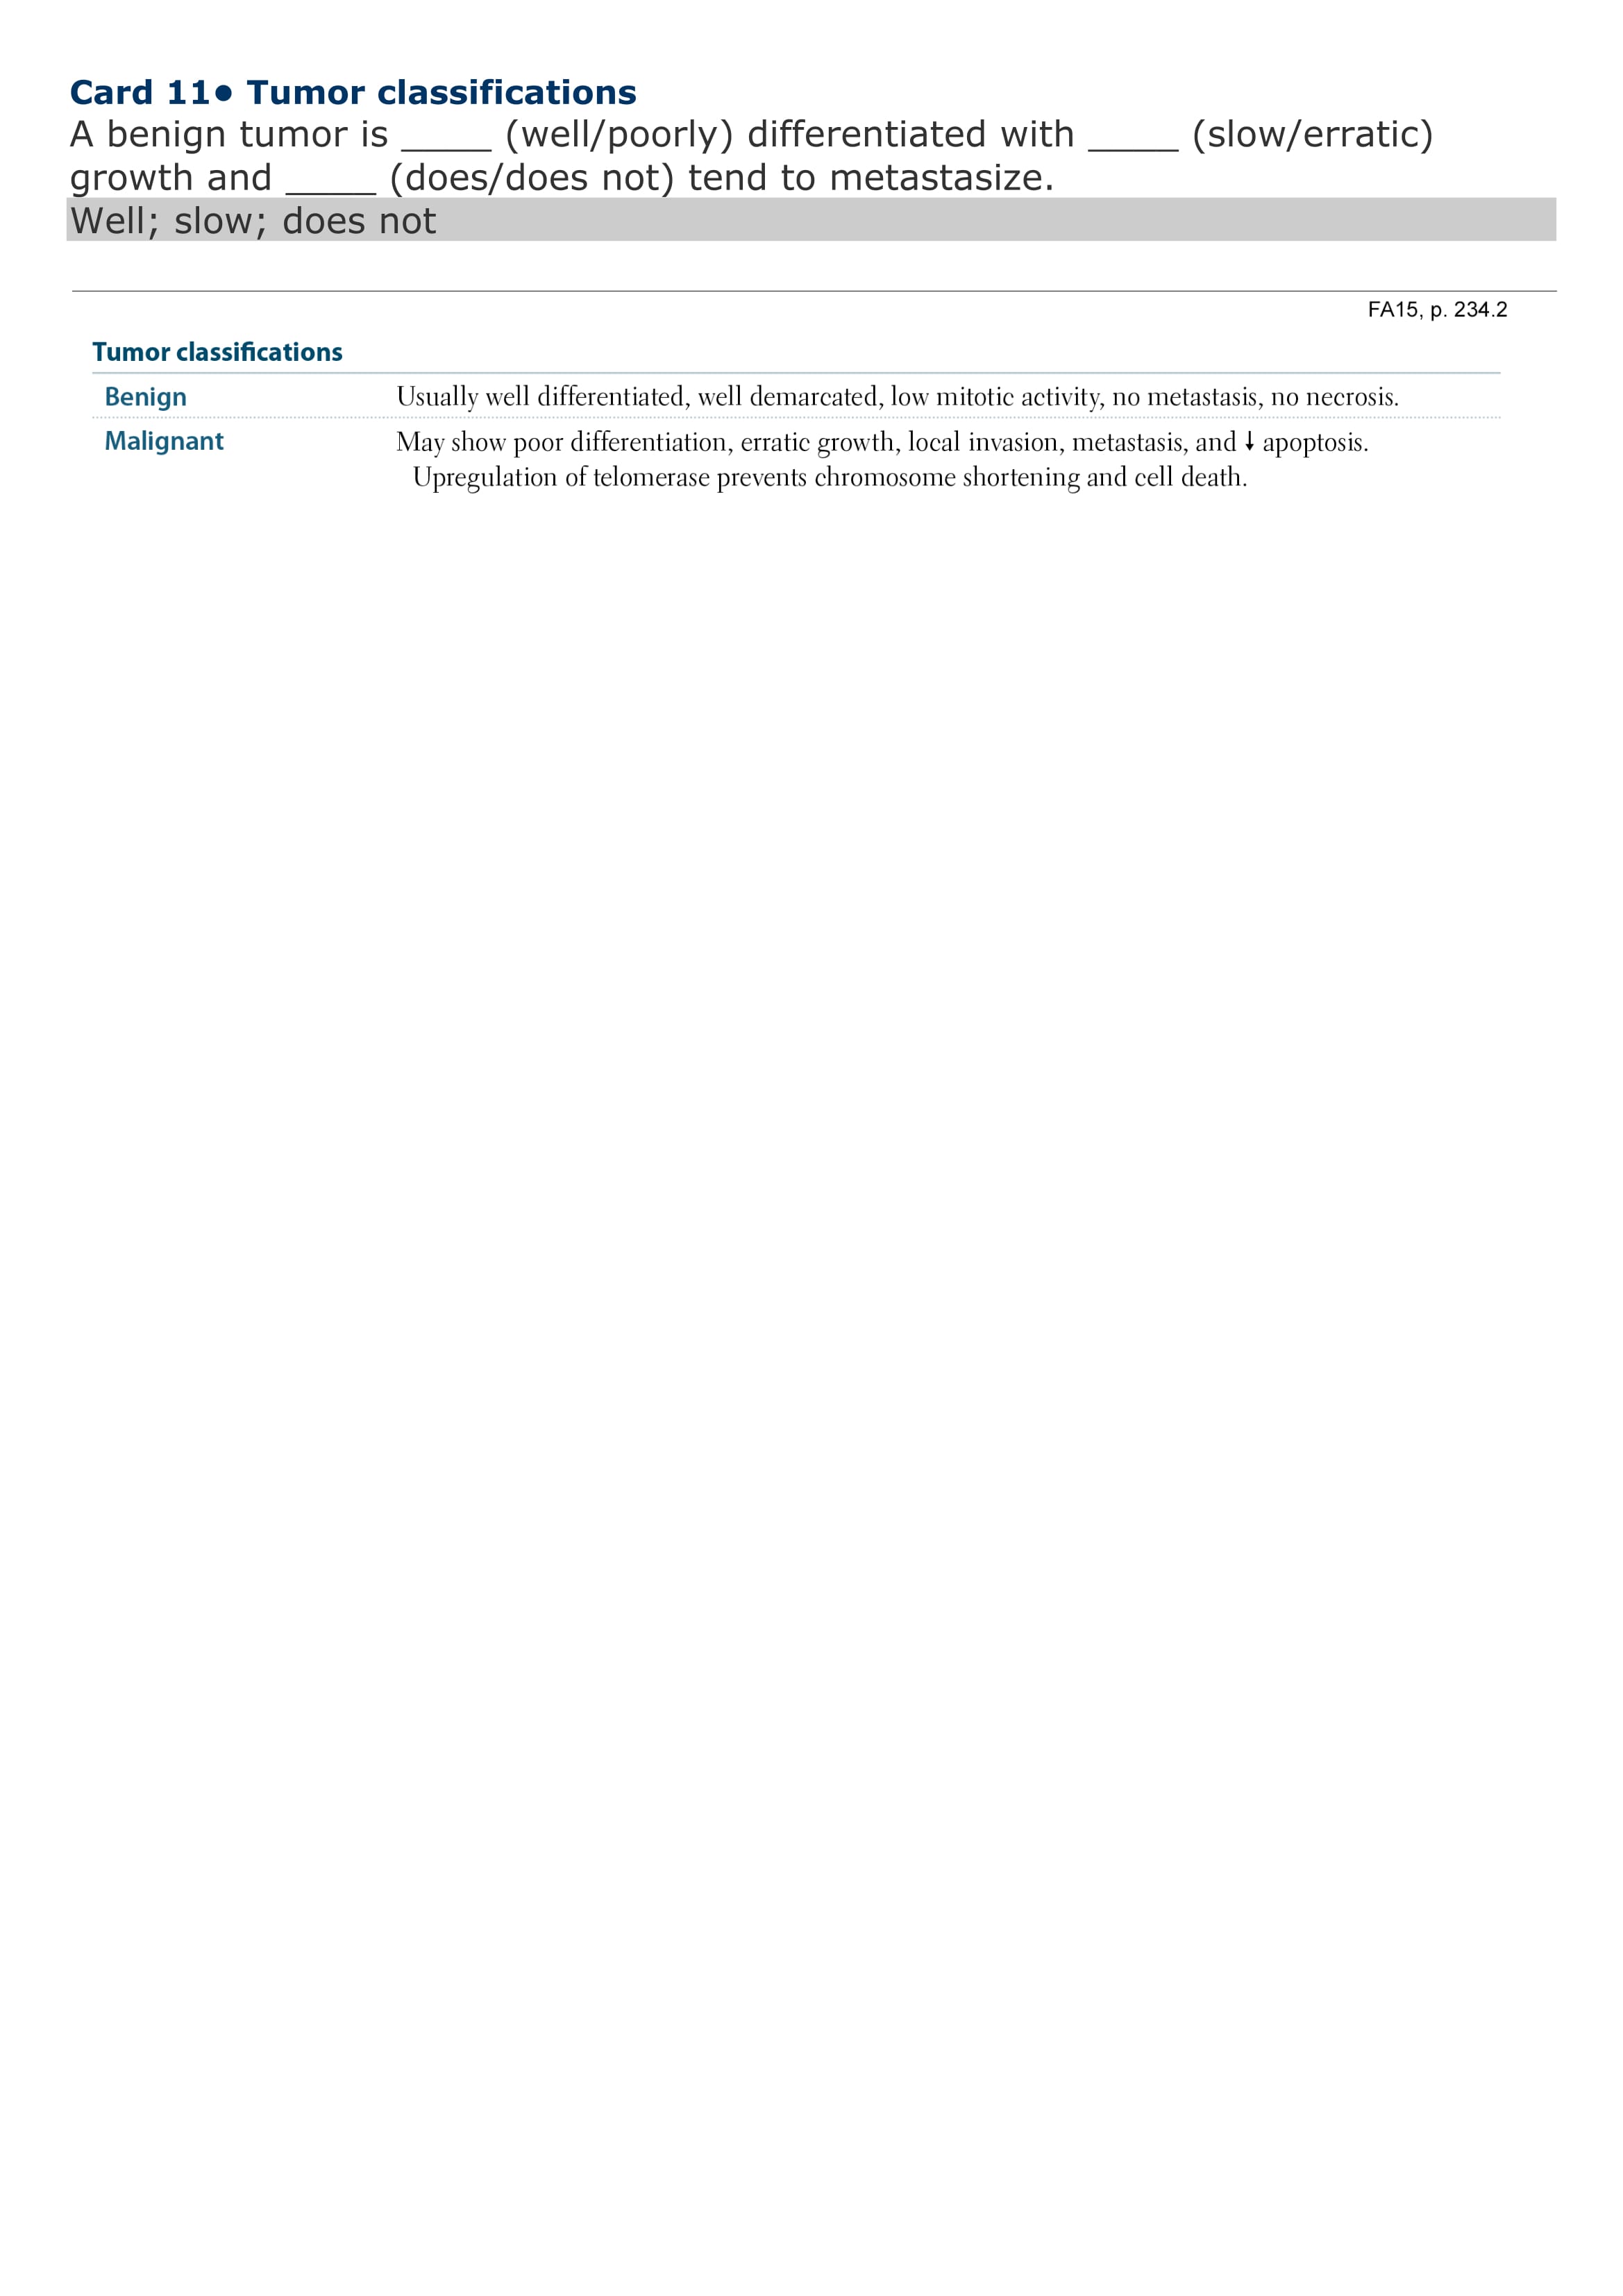 Card 11● Tumor classifications
A benign tumor is _____ (well/poorly) differentiated with _____ (slow/erratic)
growth and _____ (does/does not) tend to metastasize.
Well; slow; does not
FA15, p. 234.2
Tumor classifications
Benign Usually well differentiated, well demarcated, low mitotic activity, no metastasis, no necrosis.
Malignant May show poor differentiation, erratic growth, local invasion, metastasis, and ↓ apoptosis.
Upregulation of telomerase prevents chromosome shortening and cell death.